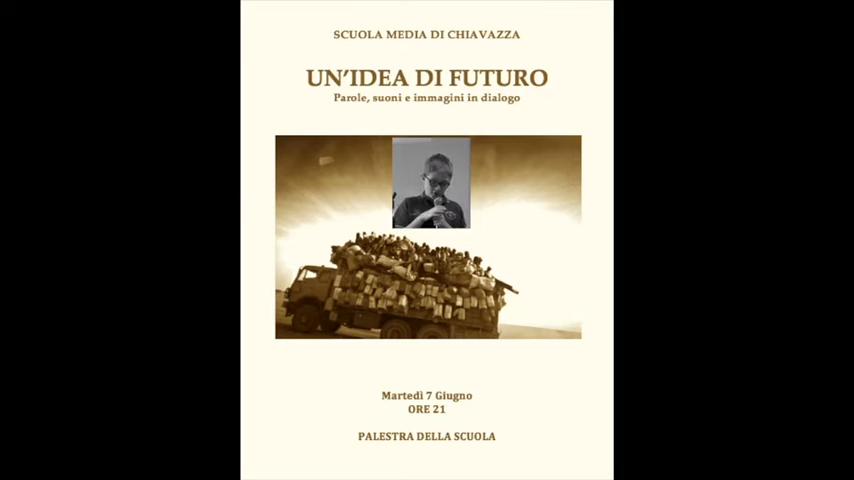 SCUOLA MEDIA DI CHIAVAZZA
UN'IDEA DI FUTURO
Parole, suoni e immagini in dialogo
Martedì 7 Giugno
ORE 21
PALESTRA DELLA SCUOLA